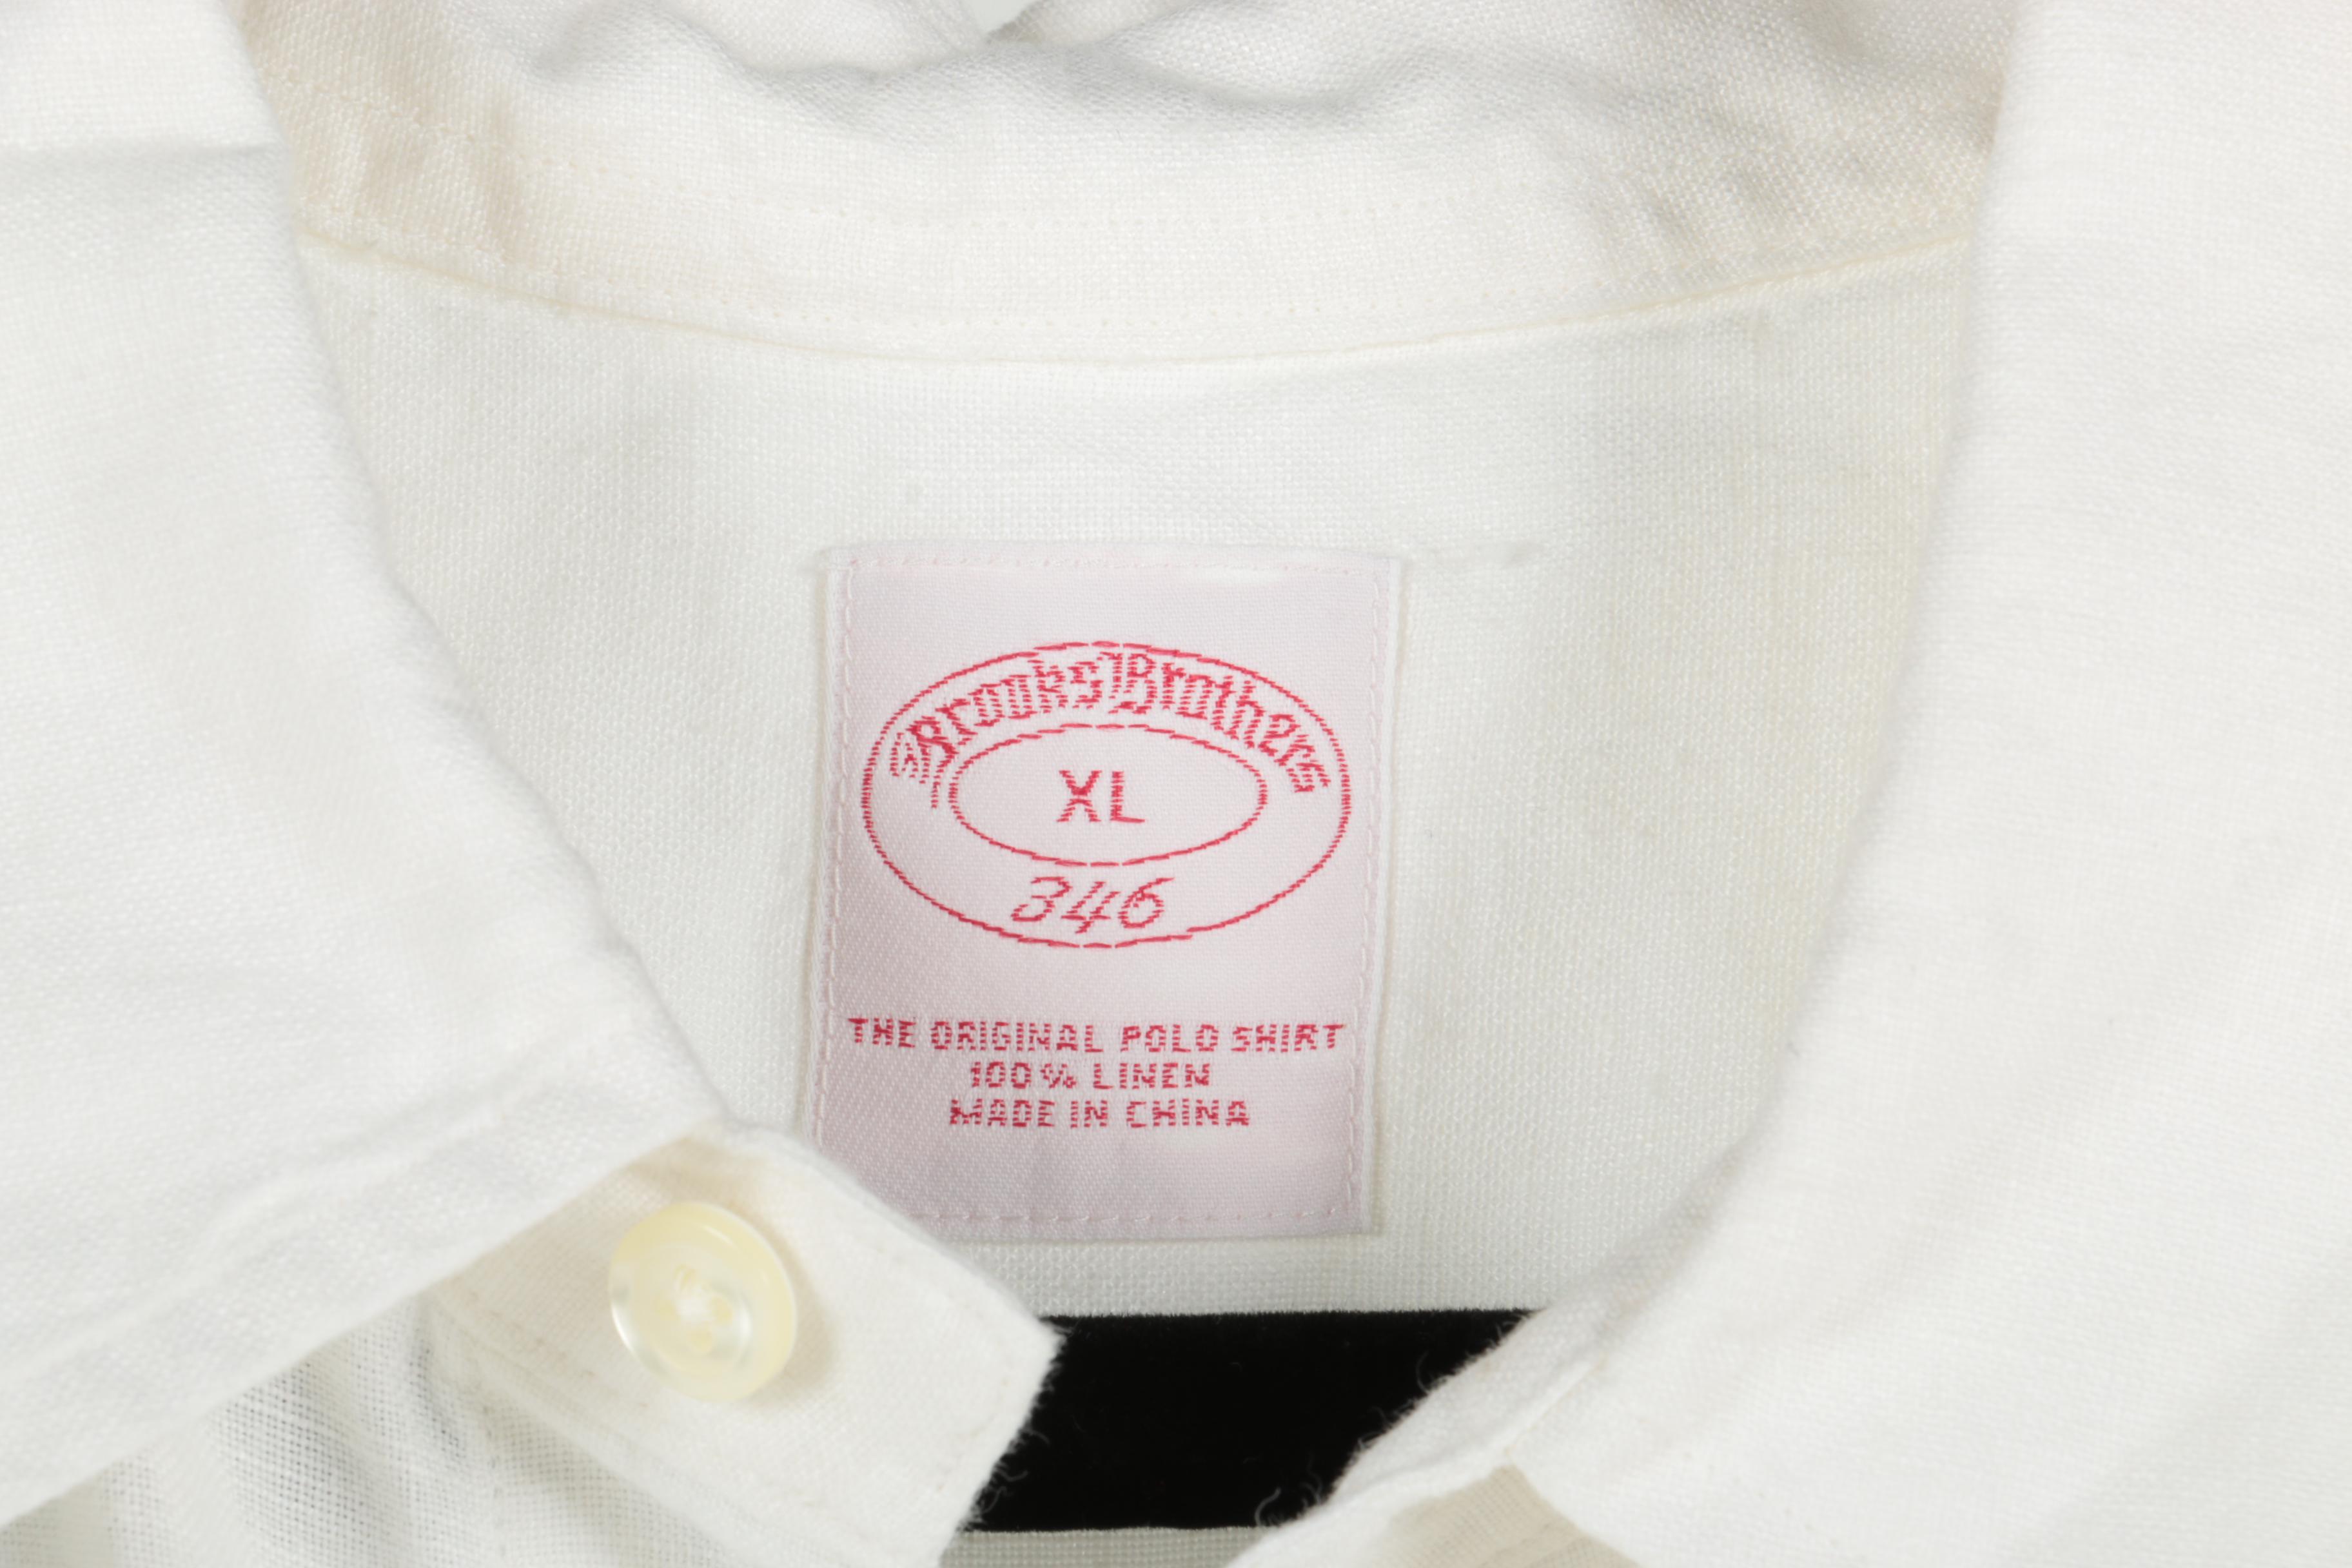 Brooks Brothers
XL
346
THE ORIGINAL POLO SHIRT
100% LINEN
MADE IN CHINA